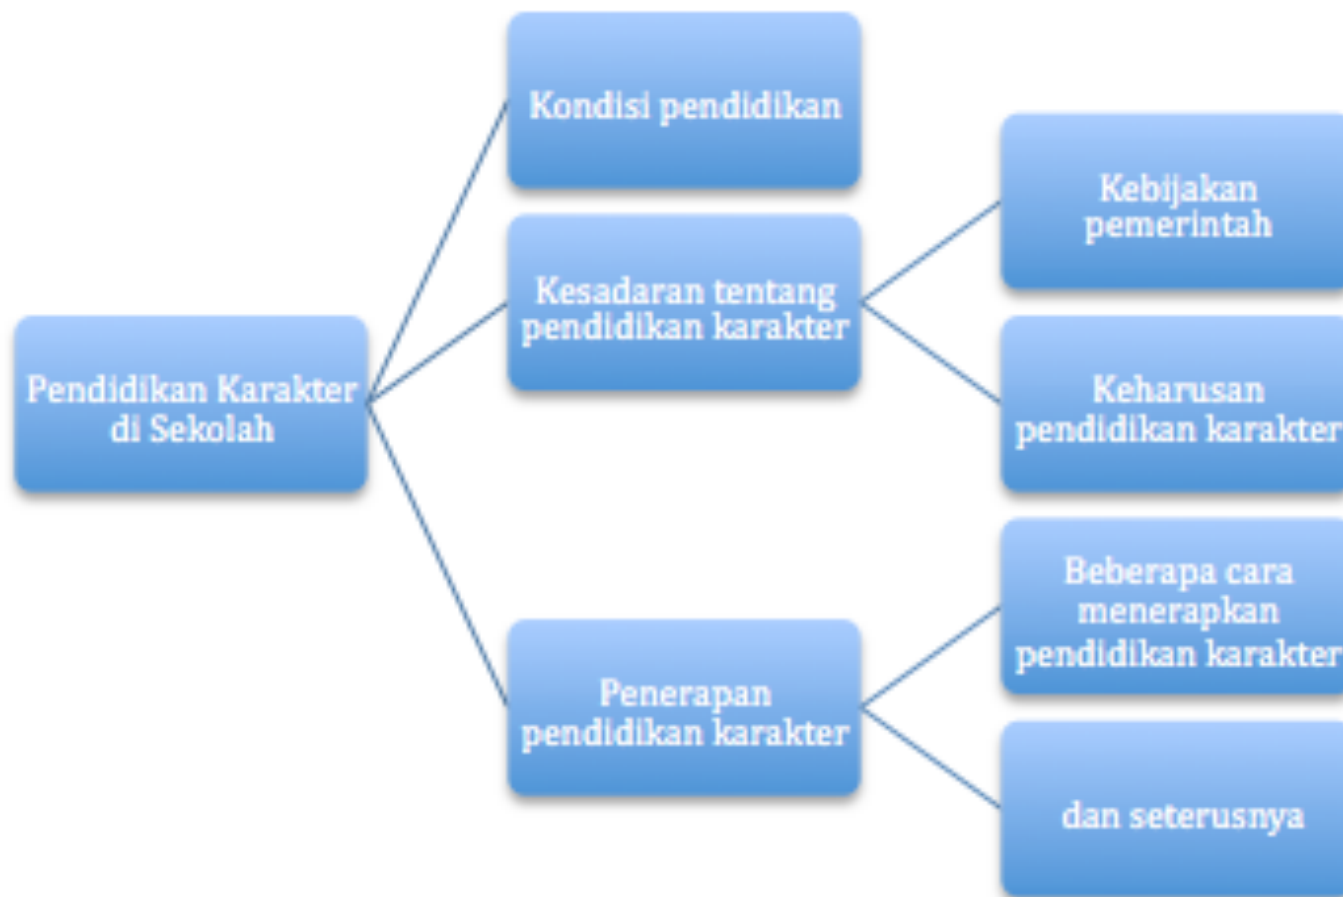 Pendidikan Karakter
di Sekolah
Kondisi pendidikan
Kesadaran tentang
pendidikan karakter
Kebijakan
pemerintah
Keharusan
pendidikan karakter
Penerapan
pendidikan karakter
Beberapa cara
menerapkan
pendidikan karakter
dan seterusnya